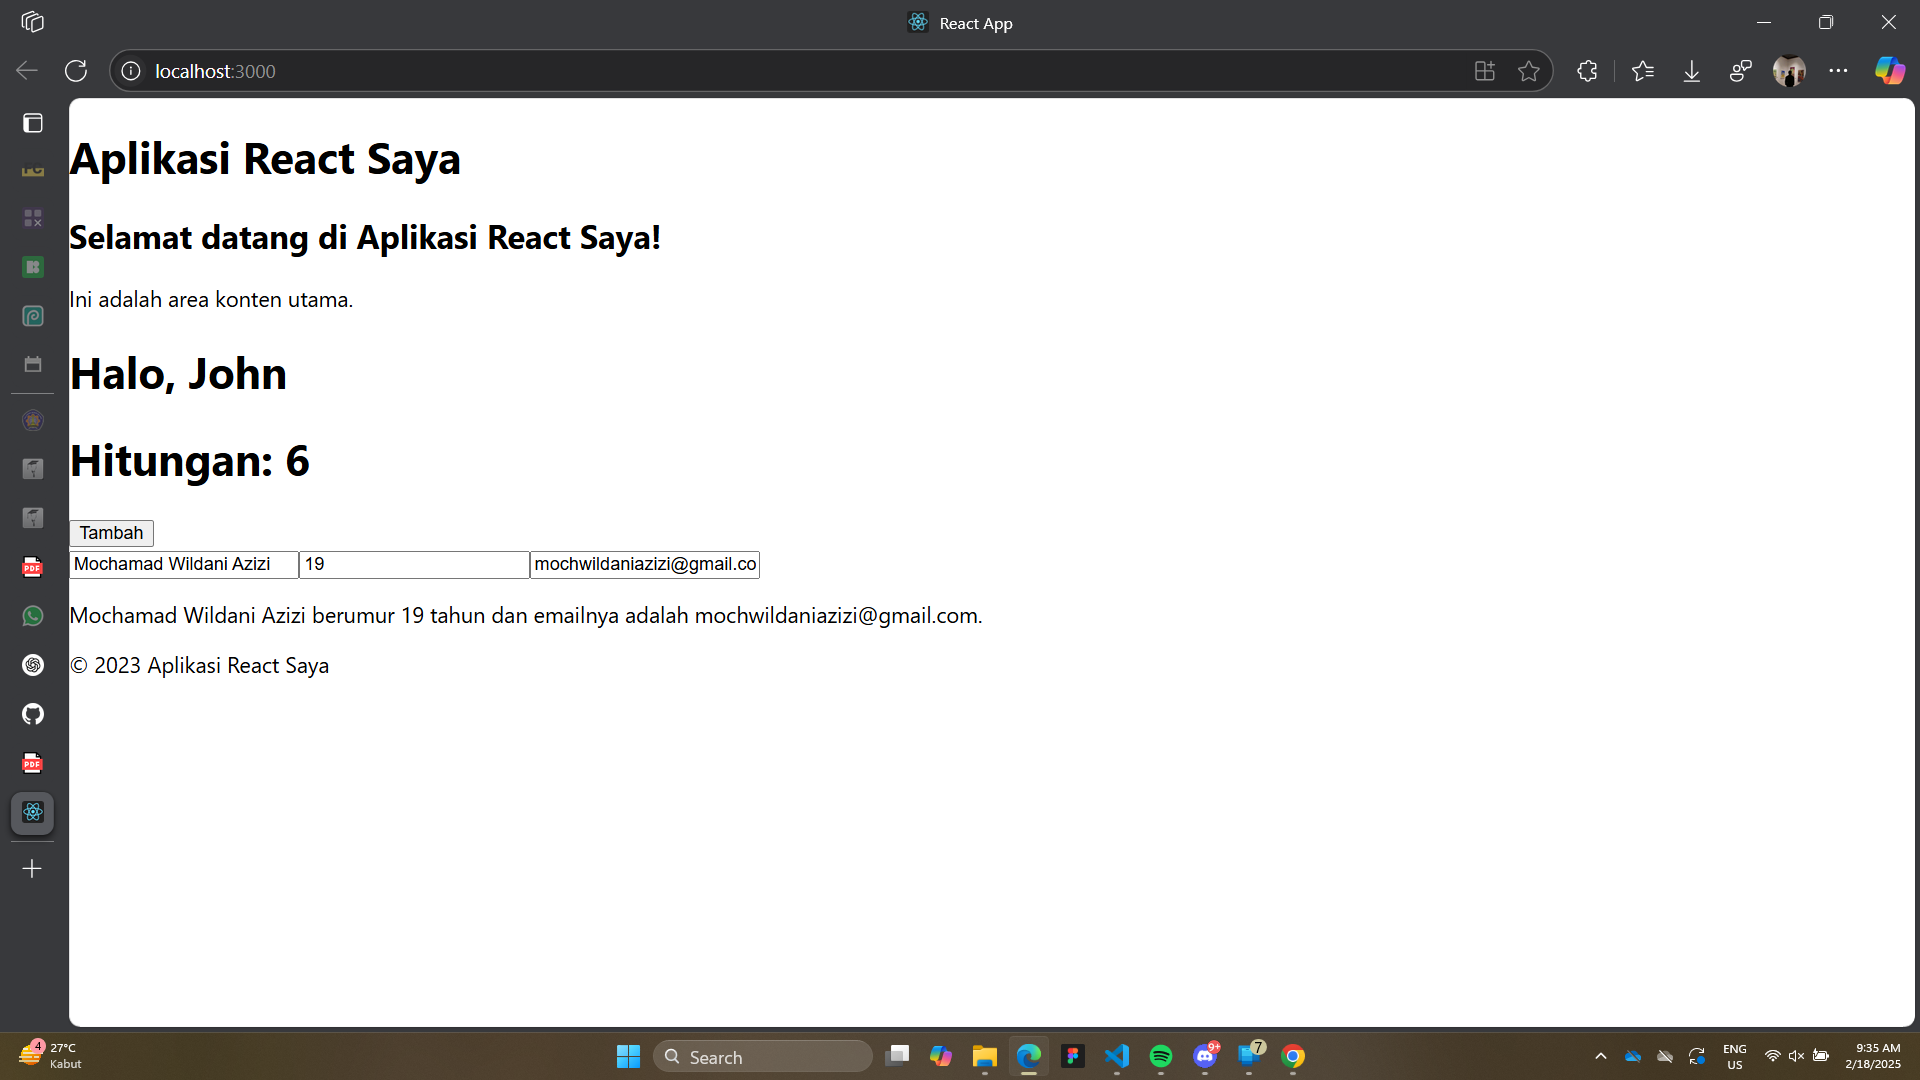 React App
localhost:3000
Aplikasi React Saya
Selamat datang di Aplikasi React Saya!
Ini adalah area konten utama.
Halo, John
Hitungan: 6
Tambah
Mochamad Wildani Azizi 19 mochwildaniazizi@gmail.co
Mochamad Wildani Azizi berumur 19 tahun dan emailnya adalah mochwildaniazizi@gmail.com.
© 2023 Aplikasi React Saya
PDF
PDF
4
27°C
Kabut
Search
9+
7
ENG
US
9:35 AM
2/18/2025